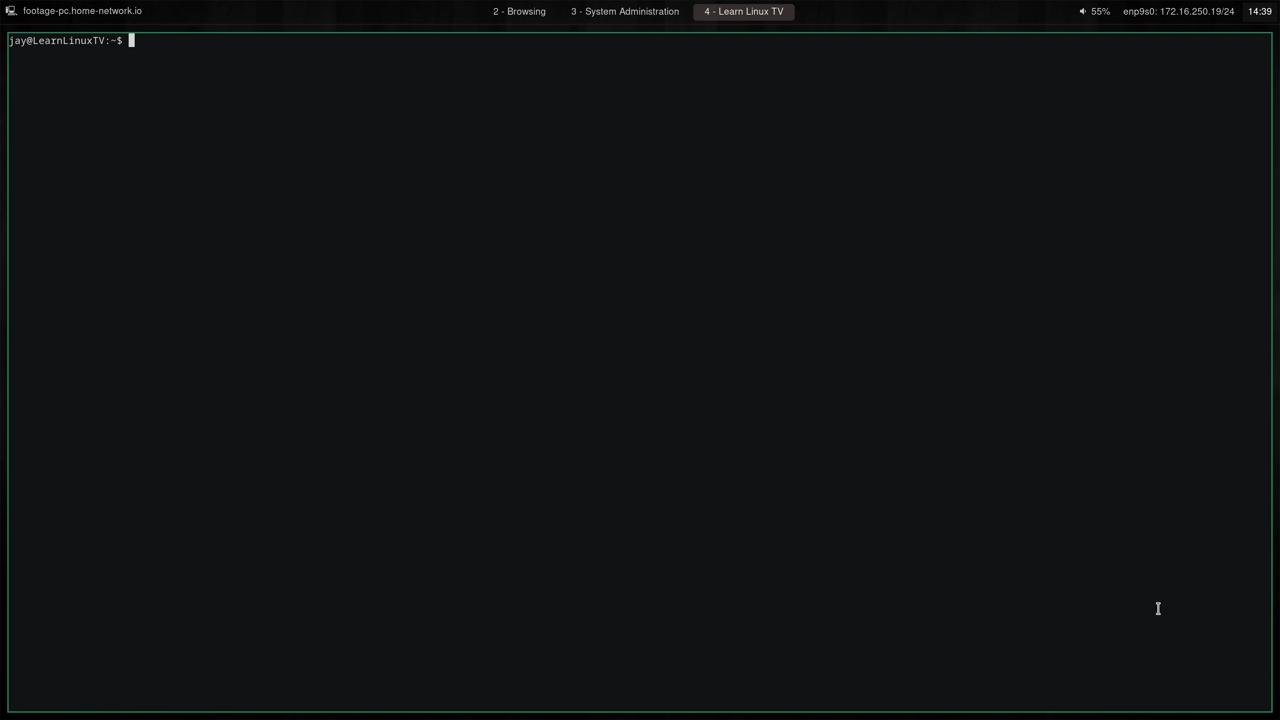 footage-pc.home-network.io
2 - Browsing
3 - System Administration
4 - Learn Linux TV
55%
enp9s0: 172.16.250.19/24
14:39
jay@LearnLinuxTV:~$